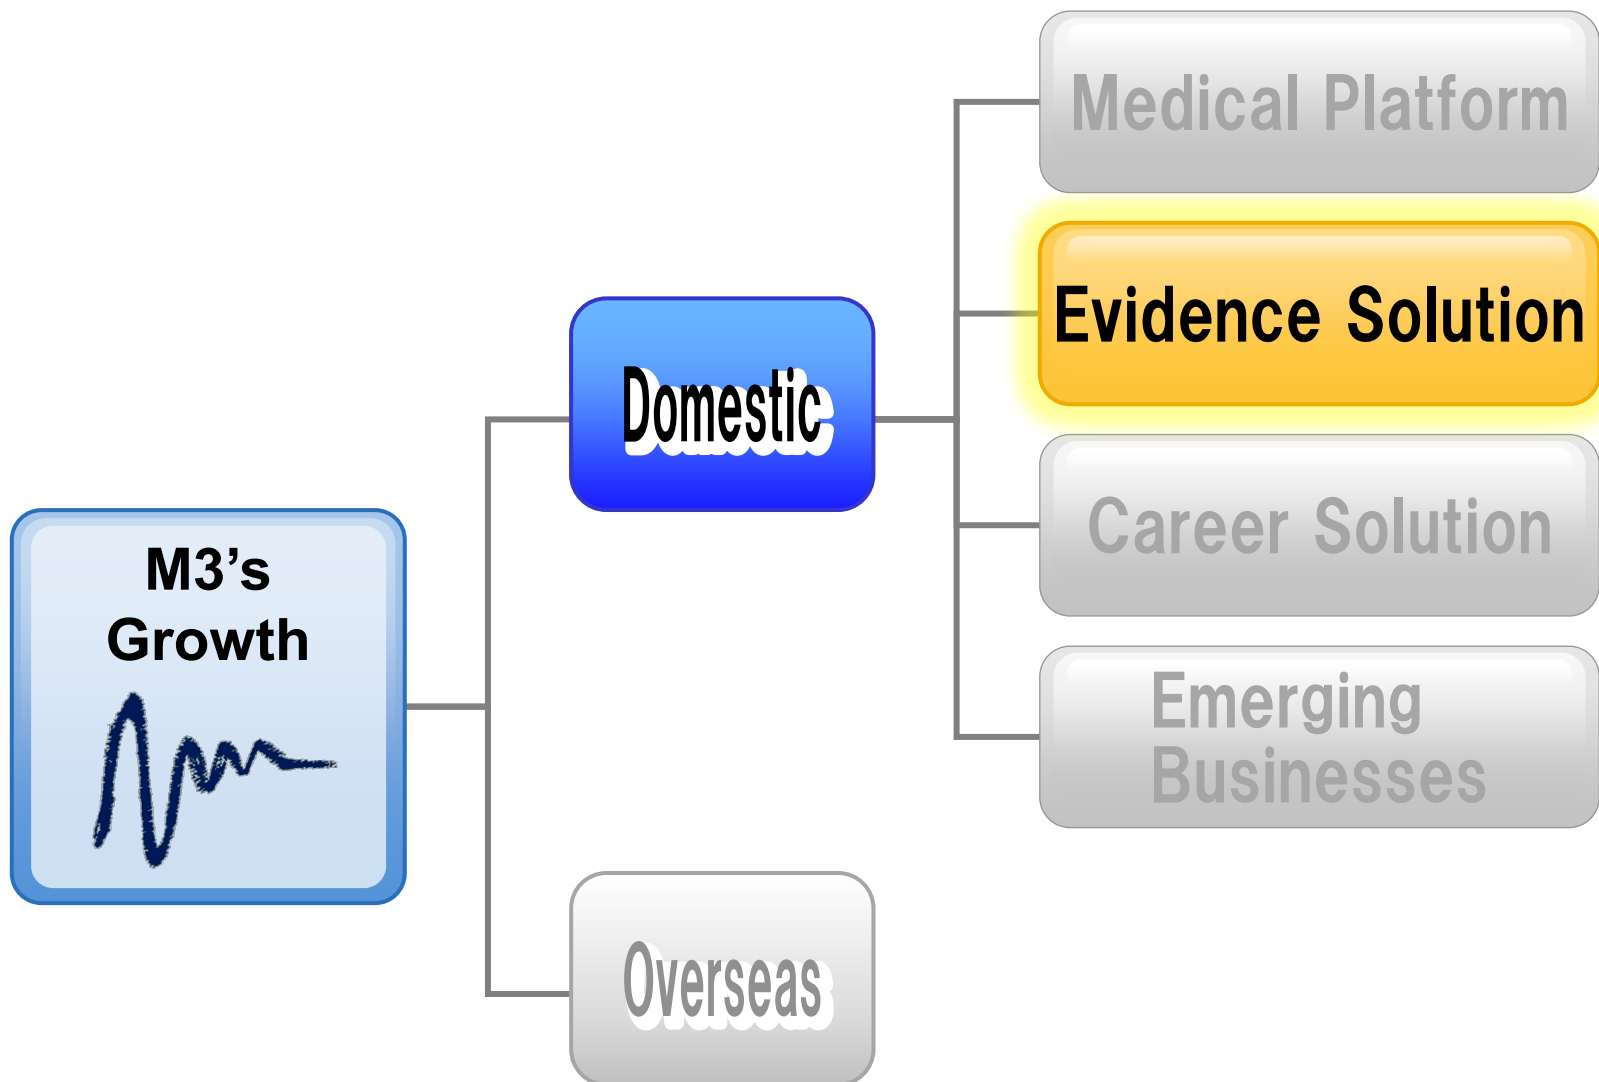 M3’s
Growth
Domestic
Overseas
Medical Platform
Evidence Solution
Career Solution
Emerging
Businesses